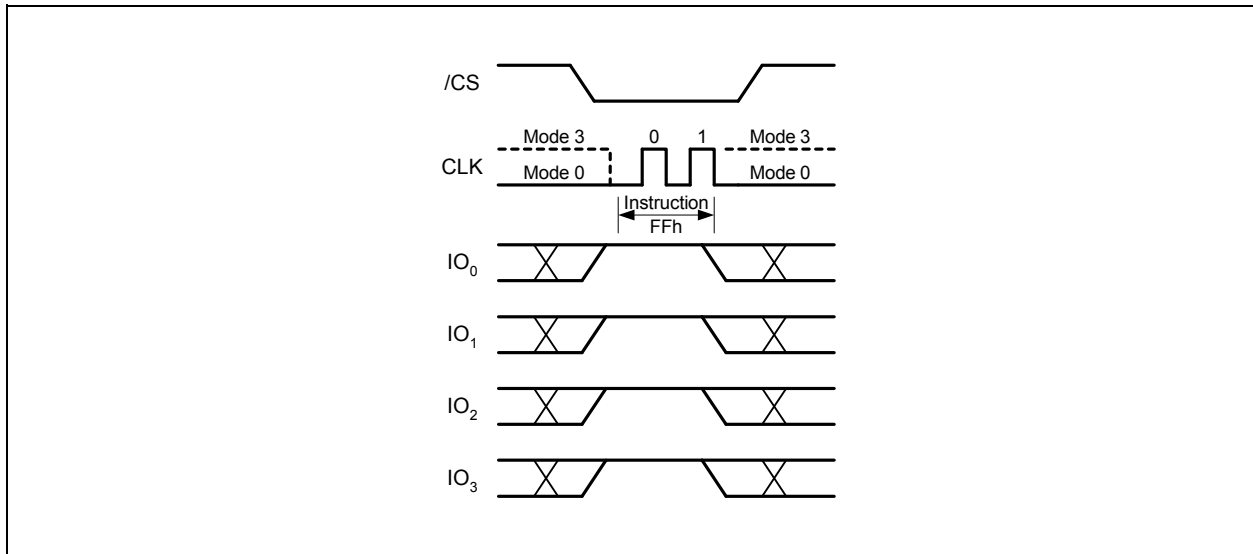 /CS
Mode 3 0 1 Mode 3
CLK
Mode 0 Mode 0
Instruction
FFh
IO0
IO1
IO2
IO3